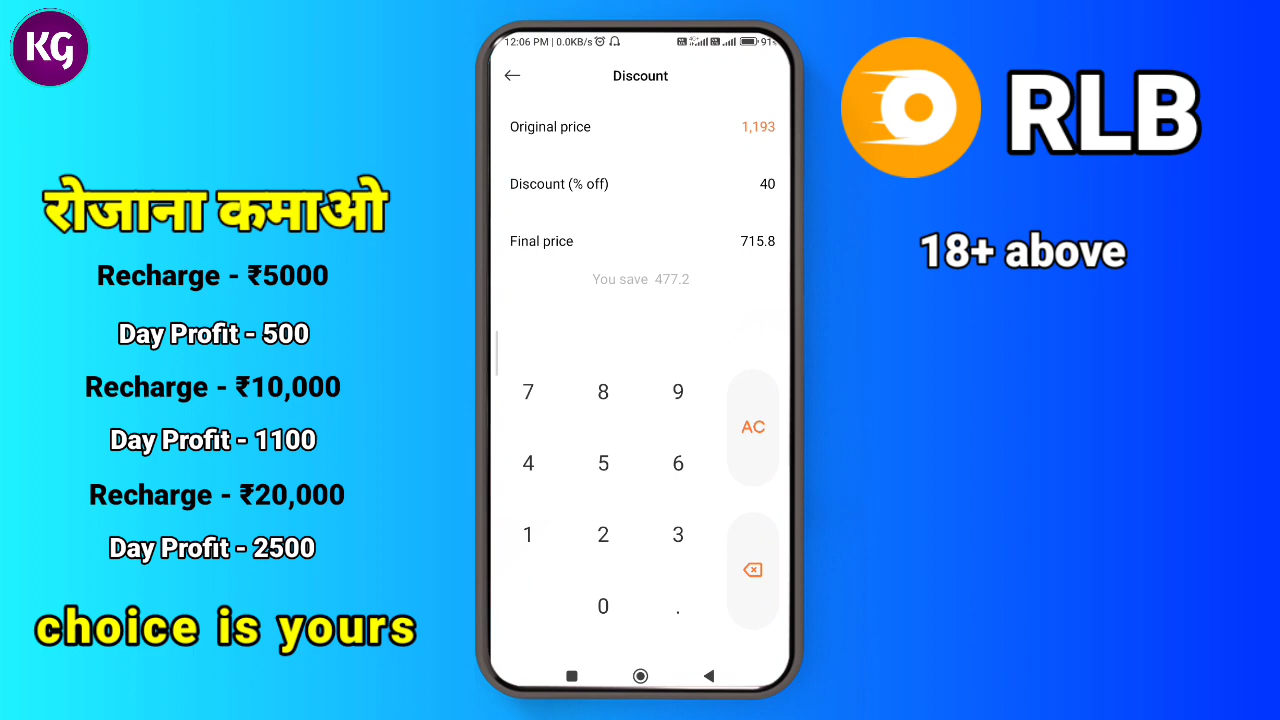 KG
रोजाना कमाओ
Recharge - ₹5000
Day Profit - 500
Recharge - ₹10,000
Day Profit - 1100
Recharge - ₹20,000
Day Profit - 2500
choice is yours
12:06 PM | 0.0KB/s
91
Discount
Original price 1,193
Discount (% off) 40
Final price 715.8
You save 477.2
7 8 9
AC
4 5 6
1 2 3
0 .
RLB
18+ above